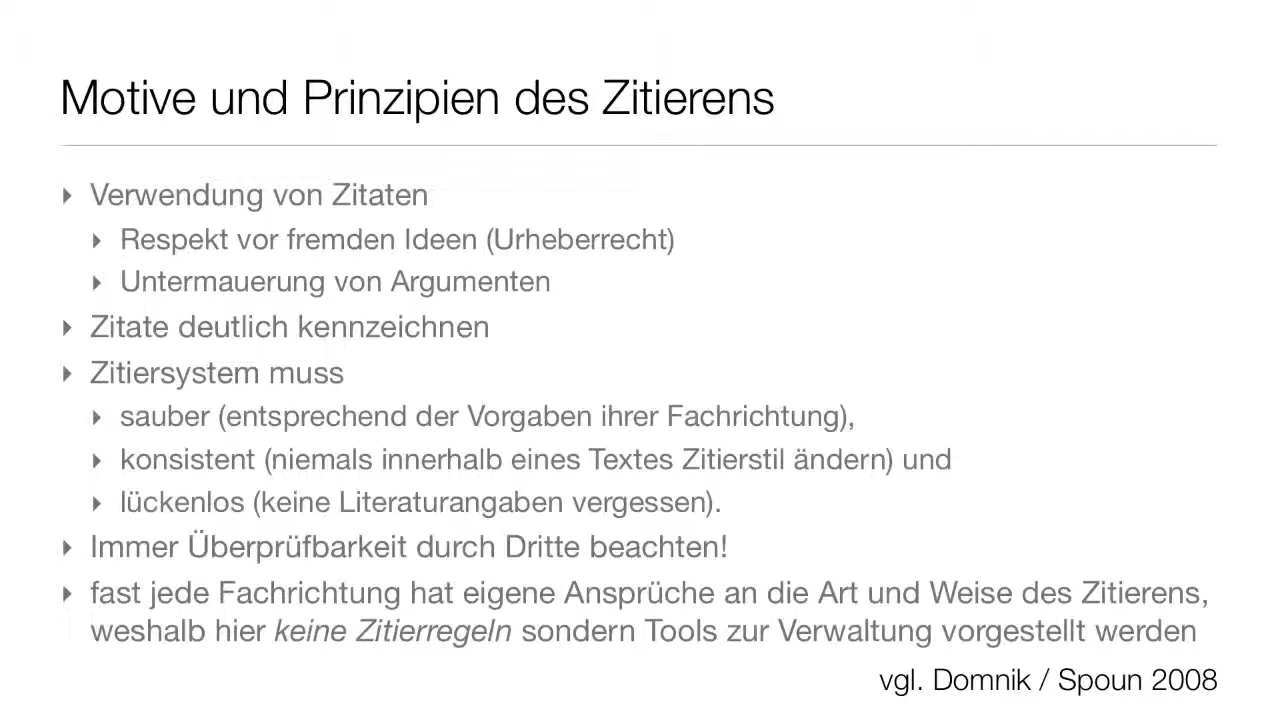 Motive und Prinzipien des Zitierens
‣ Verwendung von Zitaten
‣ Respekt vor fremden Ideen (Urheberrecht)
‣ Untermauerung von Argumenten
‣ Zitate deutlich kennzeichnen
‣ Zitiersystem muss
‣ sauber (entsprechend der Vorgaben ihrer Fachrichtung),
‣ konsistent (niemals innerhalb eines Textes Zitierstil ändern) und
‣ lückenlos (keine Literaturangaben vergessen).
‣ Immer Überprüfbarkeit durch Dritte beachten!
‣ fast jede Fachrichtung hat eigene Ansprüche an die Art und Weise des Zitierens,
weshalb hier keine Zitierregeln sondern Tools zur Verwaltung vorgestellt werden
vgl. Domnik / Spoun 2008